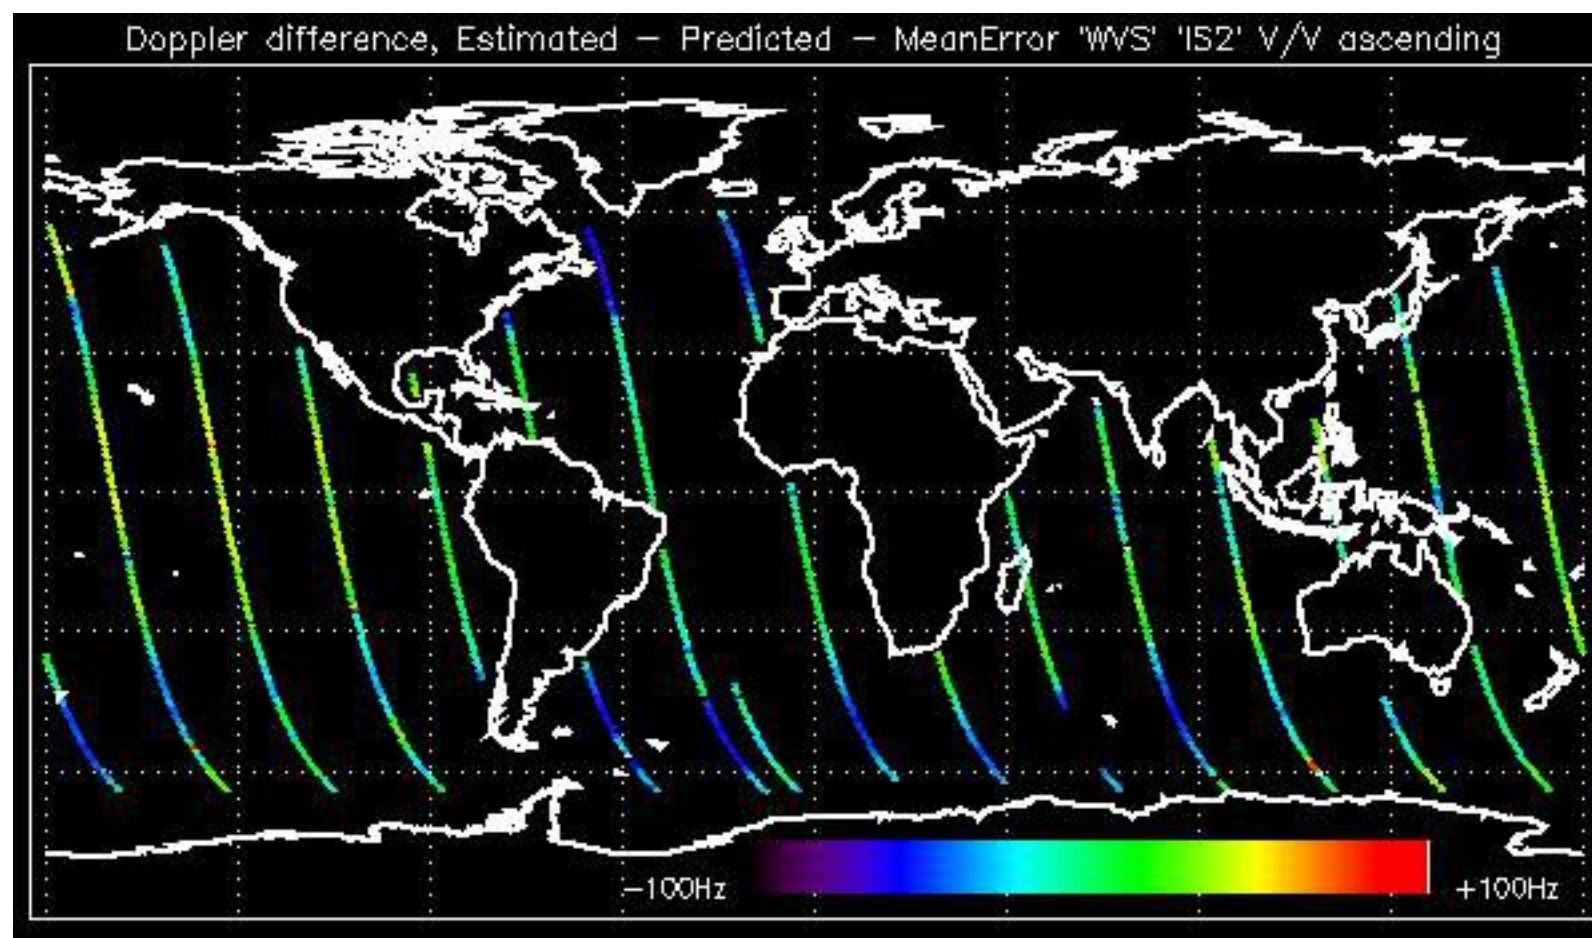 Doppler difference, Estimated – Predicted – MeanError 'WVS' 'IS2' V/V ascending
–100Hz
+100Hz